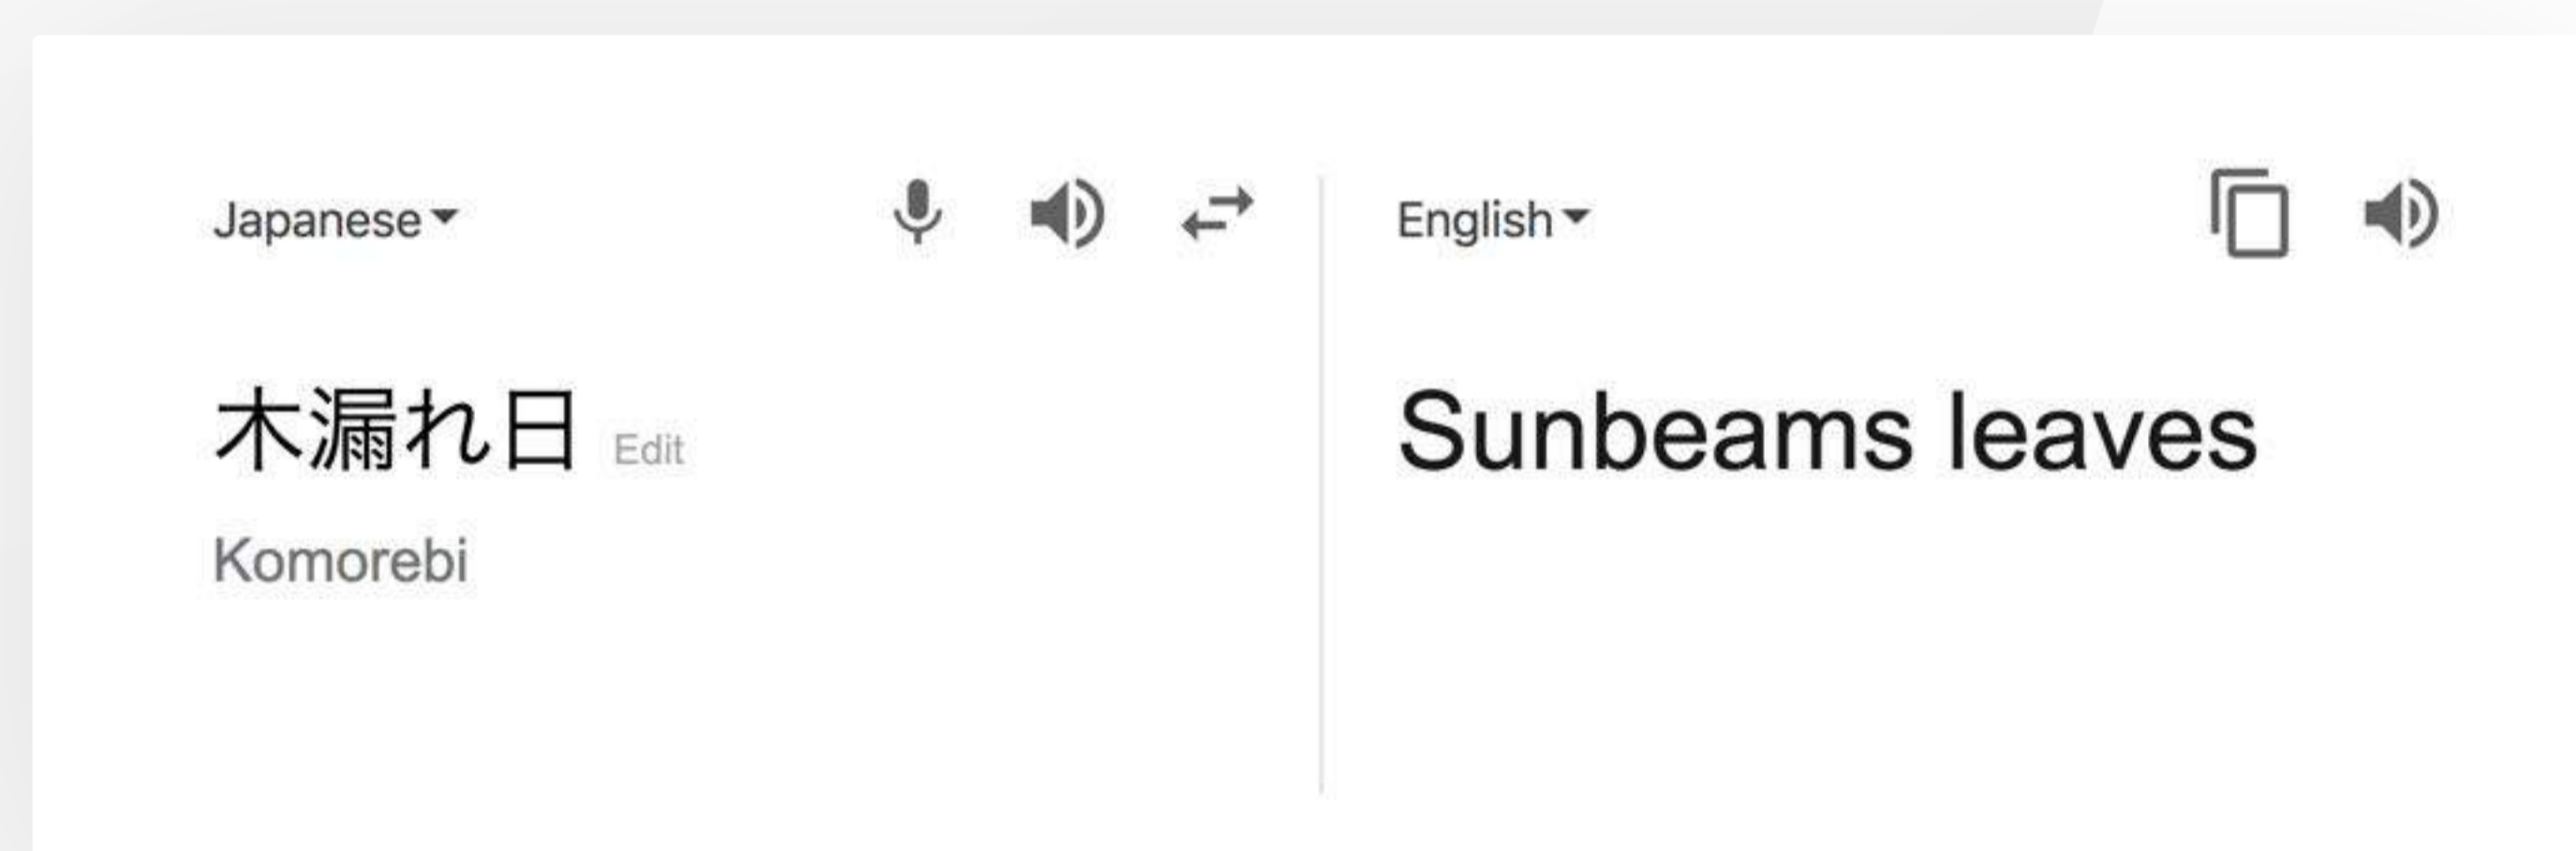 Japanese
木漏れ日 Edit
Komorebi
English
Sunbeams leaves